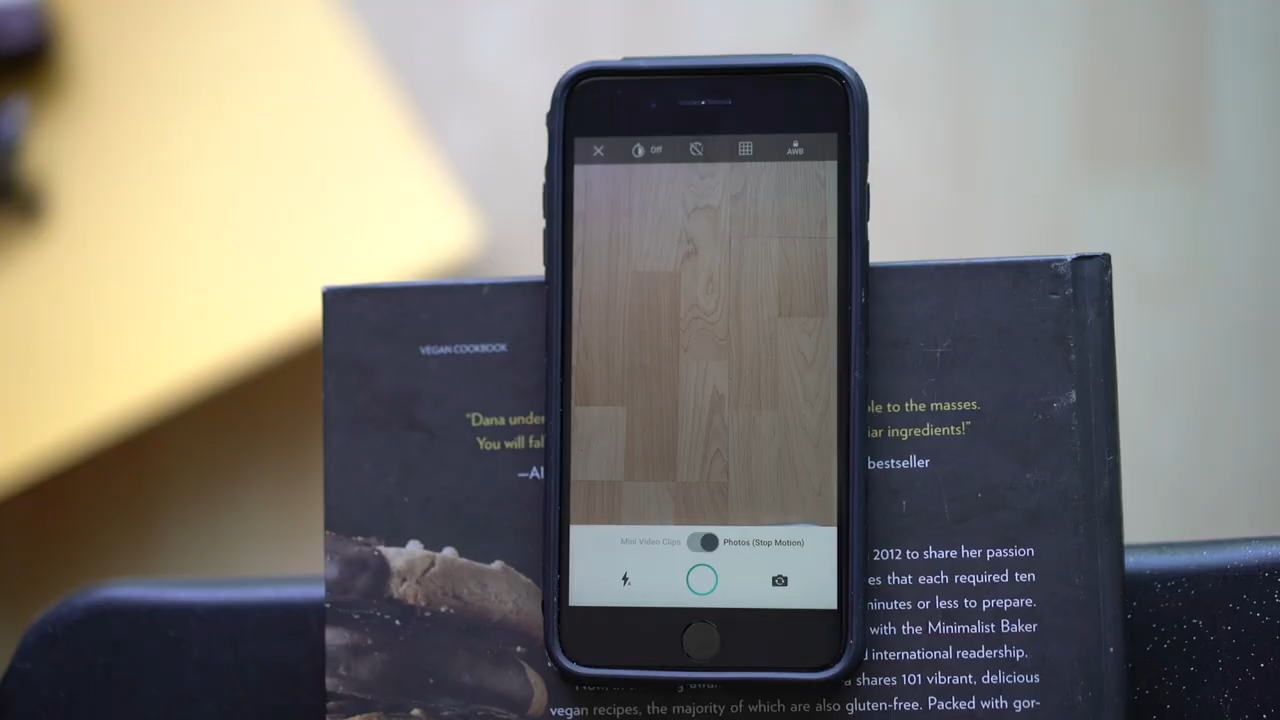 Off
AWB
VEGAN COOKBOOK
"Dana unde
ble to the masses.
You will fal
iar ingredients!"
—Al
bestseller
Mini Video Clips
Photos (Stop Motion)
2012 to share her passion
es that each required ten
minutes or less to prepare.
with the Minimalist Baker
international readership.
shares 101 vibrant, delicious
vegan recipes, the majority of which are also gluten-free. Packed with gor-